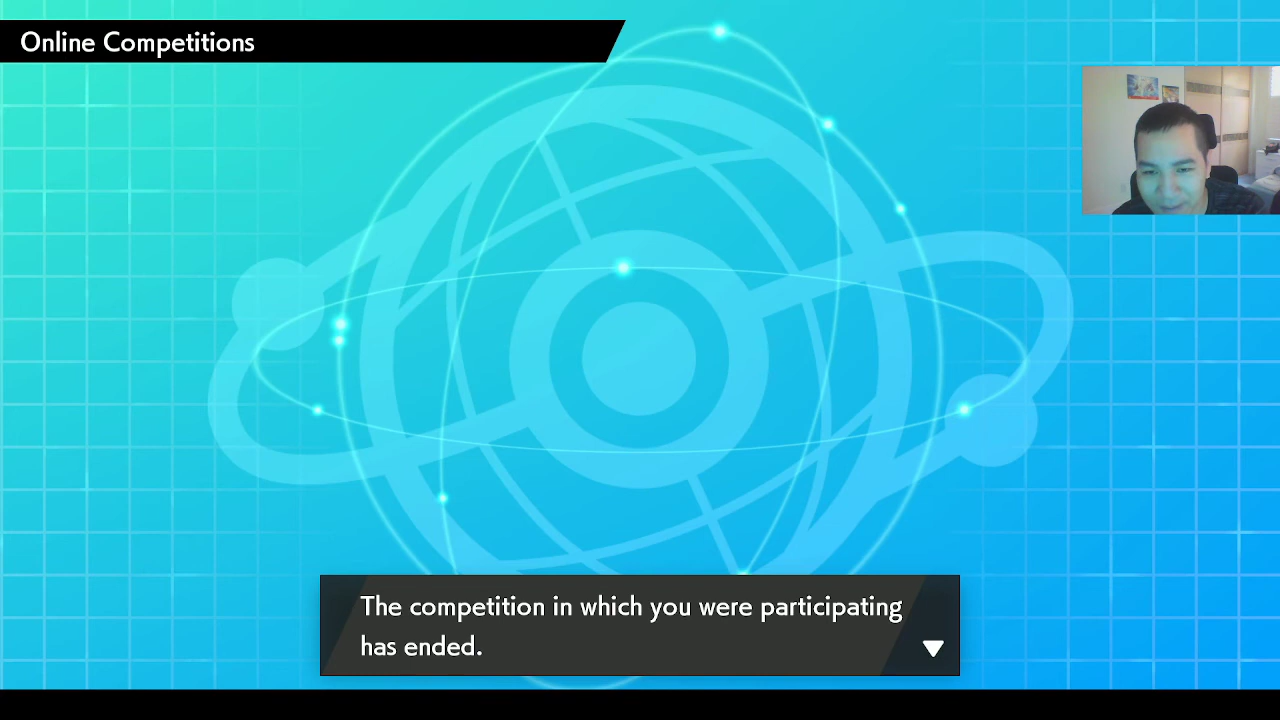 Online Competitions
The competition in which you were participating
has ended.